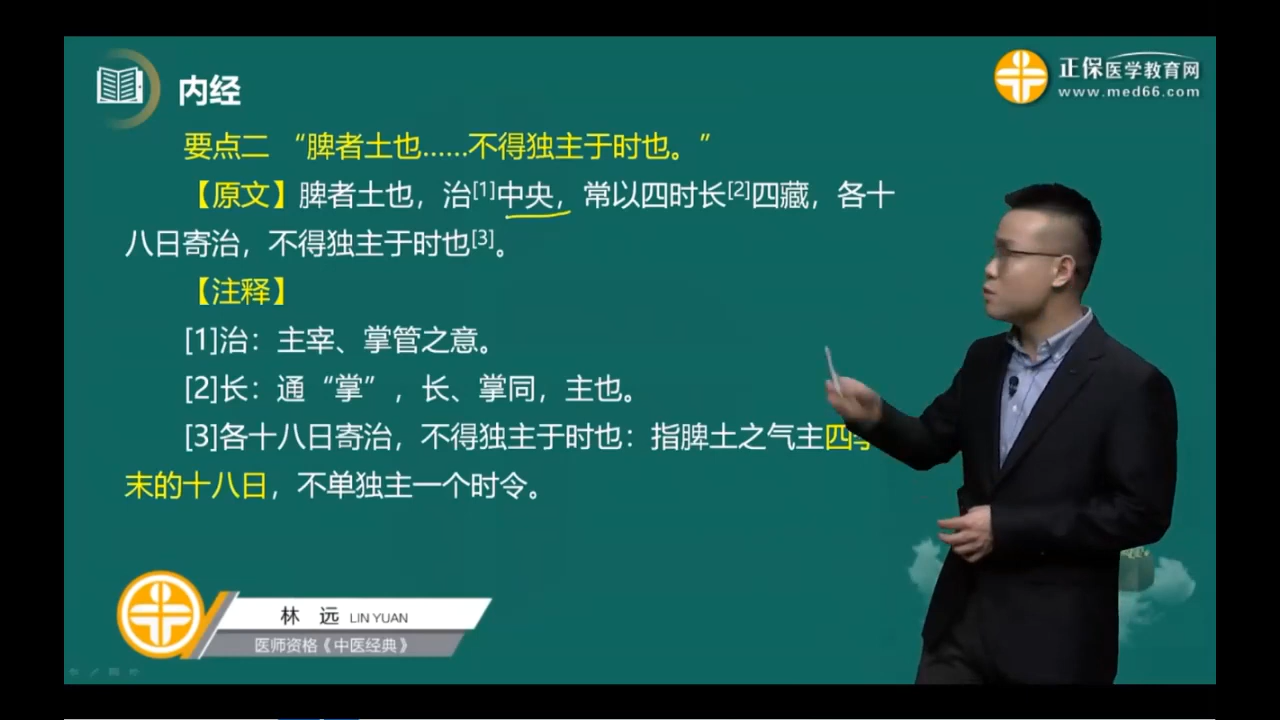 内经
正保医学教育网
www.med66.com
要点二 “脾者土也……不得独主于时也。”
【原文】脾者土也，治[1]中央，常以四时长[2]四藏，各十
八日寄治，不得独主于时也[3]。
【注释】
[1]治：主宰、掌管之意。
[2]长：通“掌”，长、掌同，主也。
[3]各十八日寄治，不得独主于时也：指脾土之气主四
末的十八日，不单独主一个时令。
林 远 LIN YUAN
医师资格《中医经典》